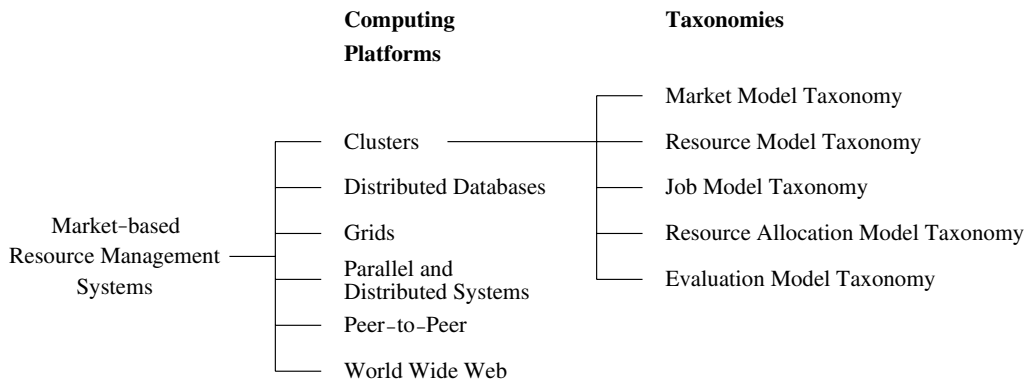 Computing
Platforms
Taxonomies
Market Model Taxonomy
Clusters
Resource Model Taxonomy
Distributed Databases
Job Model Taxonomy
Market-based
Resource Management
Systems
Grids
Resource Allocation Model Taxonomy
Parallel and
Distributed Systems
Evaluation Model Taxonomy
Peer-to-Peer
World Wide Web